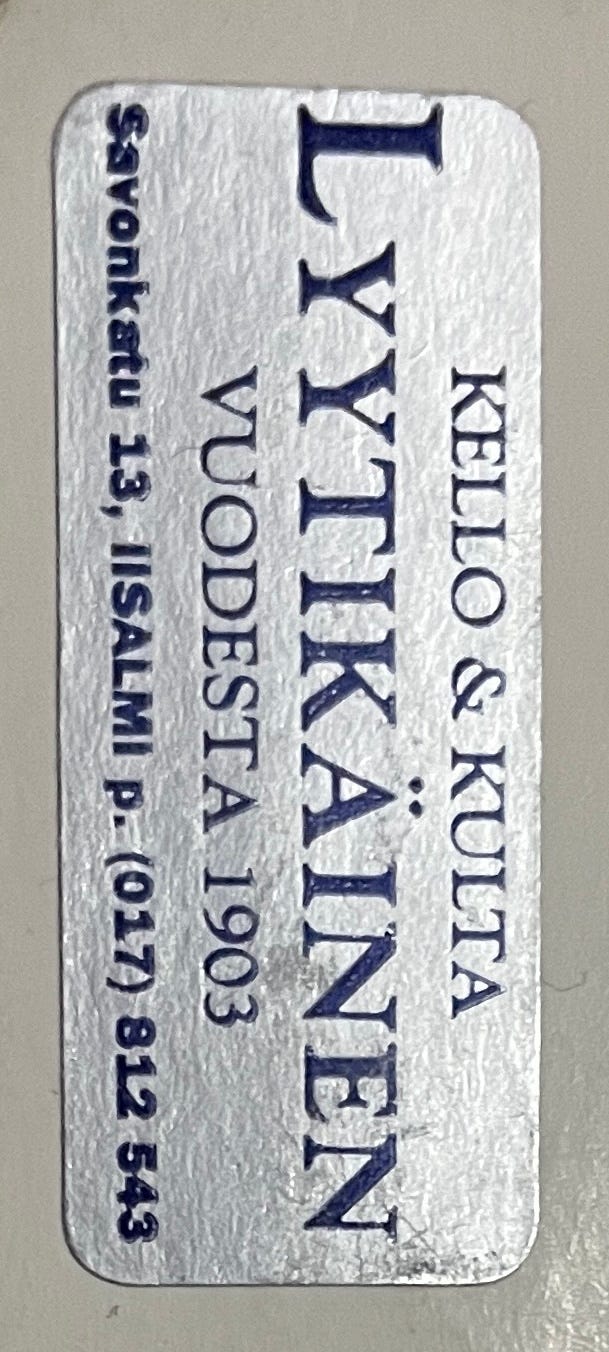 KELLO & KULTA
LYYTIKÄINEN
VUODESTA 1903
Savonkatu 13, IISALMI p. (017) 812 543